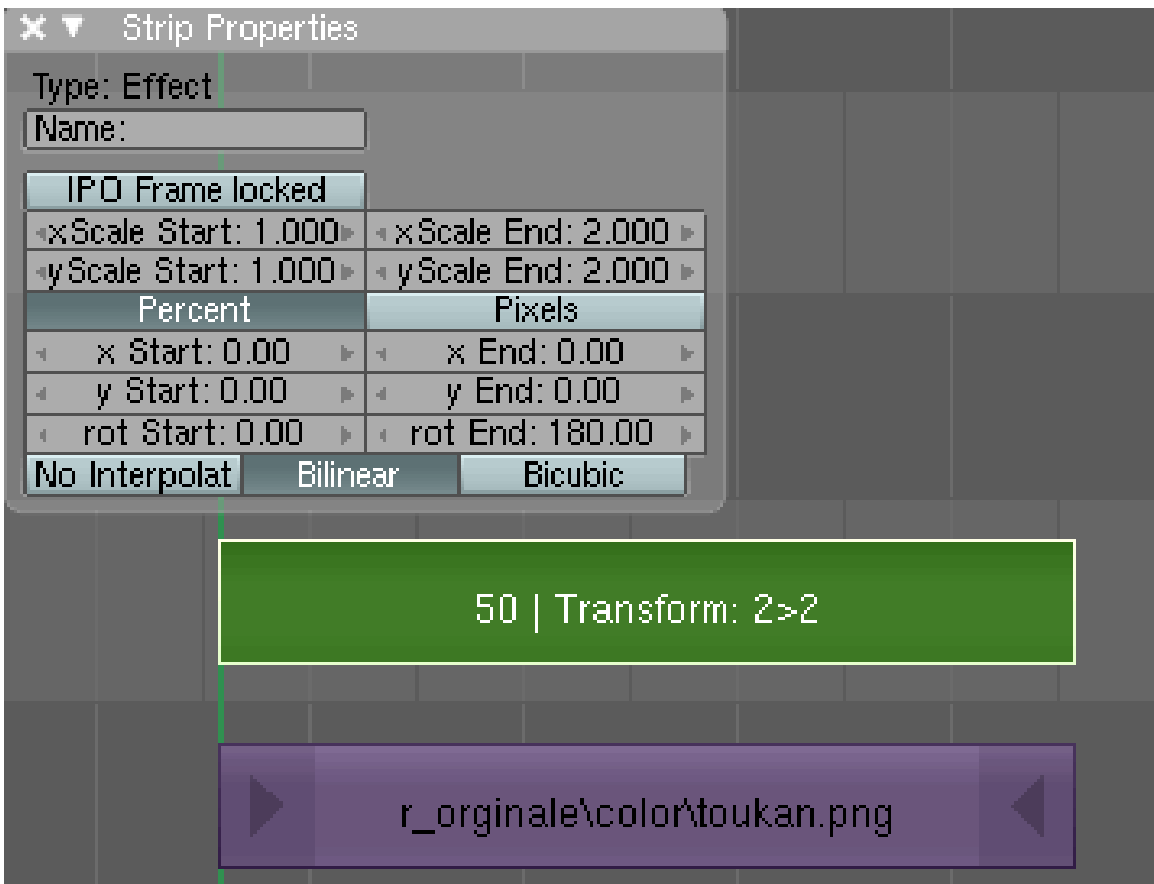 Strip Properties
Type: Effect
Name:
IPO Frame locked
xScale Start: 1.000 xScale End: 2.000
yScale Start: 1.000 yScale End: 2.000
Percent Pixels
x Start: 0.00 x End: 0.00
y Start: 0.00 y End: 0.00
rot Start: 0.00 rot End: 180.00
No Interpolat Bilinear Bicubic
50 | Transform: 2>2
r_orginale\color\toukan.png